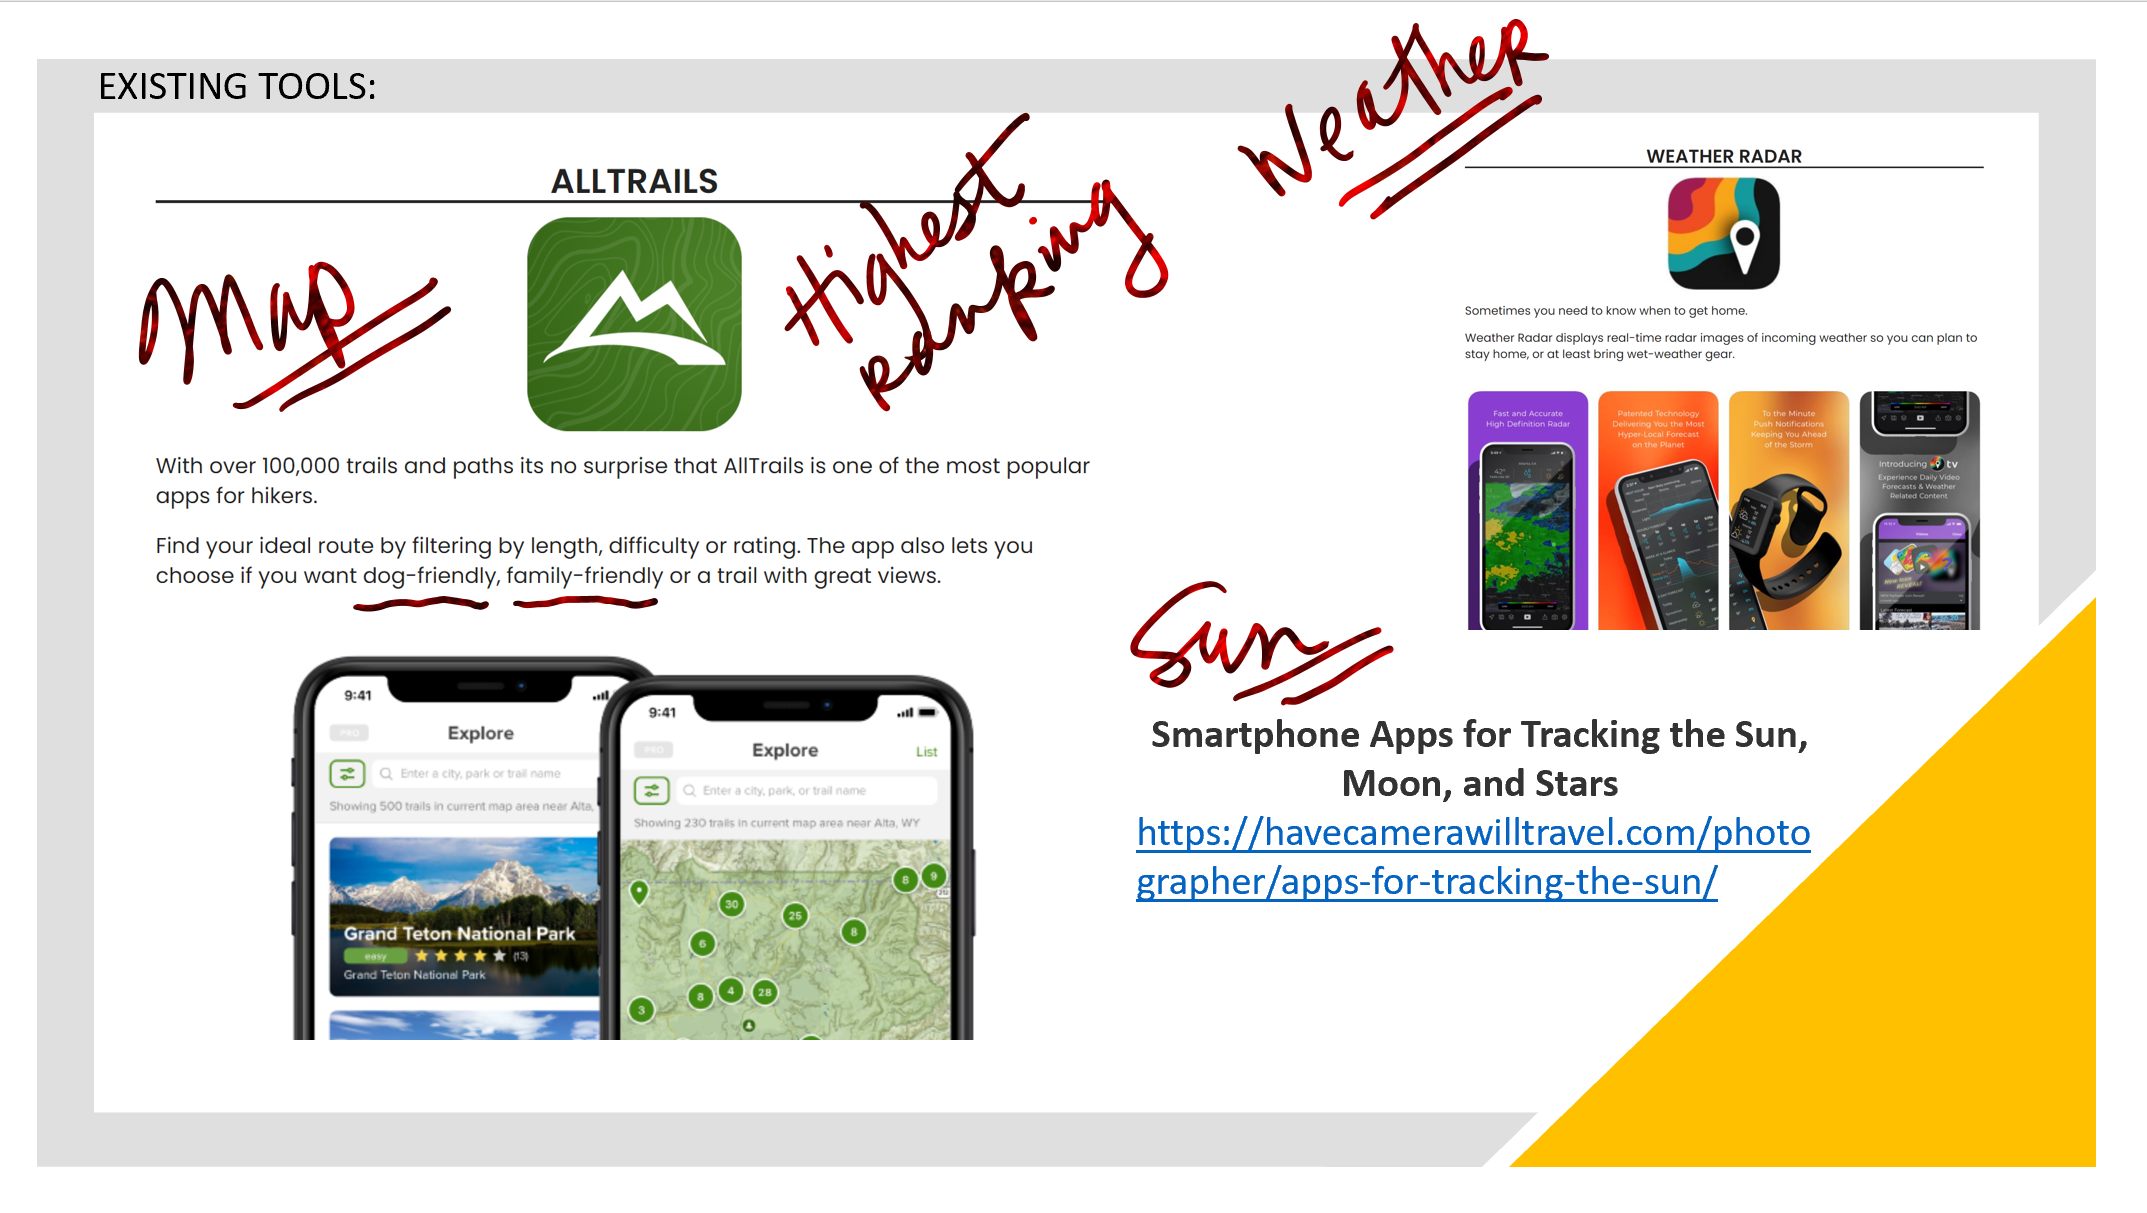 EXISTING TOOLS:
ALLTRAILS
Map
Highest
ranking
With over 100,000 trails and paths its no surprise that AllTrails is one of the most popular
apps for hikers.
Find your ideal route by filtering by length, difficulty or rating. The app also lets you
choose if you want dog-friendly, family-friendly or a trail with great views.
9:41
PRO
Explore
Enter a city, park or trail name
Showing 500 trails in current map area near Alta,
Grand Teton National Park
easy
(13)
Grand Teton National Park
9:41
PRO
Explore
List
Enter a city, park, or trail name
Showing 230 trails in current map area near Alta, WY
8
9
30
25
8
6
8
4
28
3
Weather
WEATHER RADAR
Sometimes you need to know when to get home.
Weather Radar displays real-time radar images of incoming weather so you can plan to
stay home, or at least bring wet-weather gear.
Fast and Accurate
High Definition Radar
Patented Technology
Delivering You the Most
Hyper-Local Forecast
on the Planet
To the Minute
Push Notifications
Keeping You Ahead
of the Storm
Introducing tv
Experience Daily Video
Forecasts & Weather
Related Content
Sun
Smartphone Apps for Tracking the Sun,
Moon, and Stars
https://havecamerawilltravel.com/photo
grapher/apps-for-tracking-the-sun/